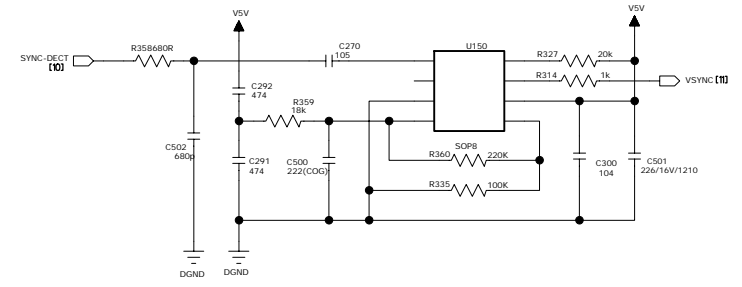 V5V
V5V
SYNC-DECT
[10]
R358680R
C270
105
U150
R327
20k
R314
1k
VSYNC [11]
C292
474
R359
18k
C502
680p
C291
474
C500
222(COG)
SOP8
R360
220K
R335
100K
C300
104
C501
226/16V/1210
DGND
DGND